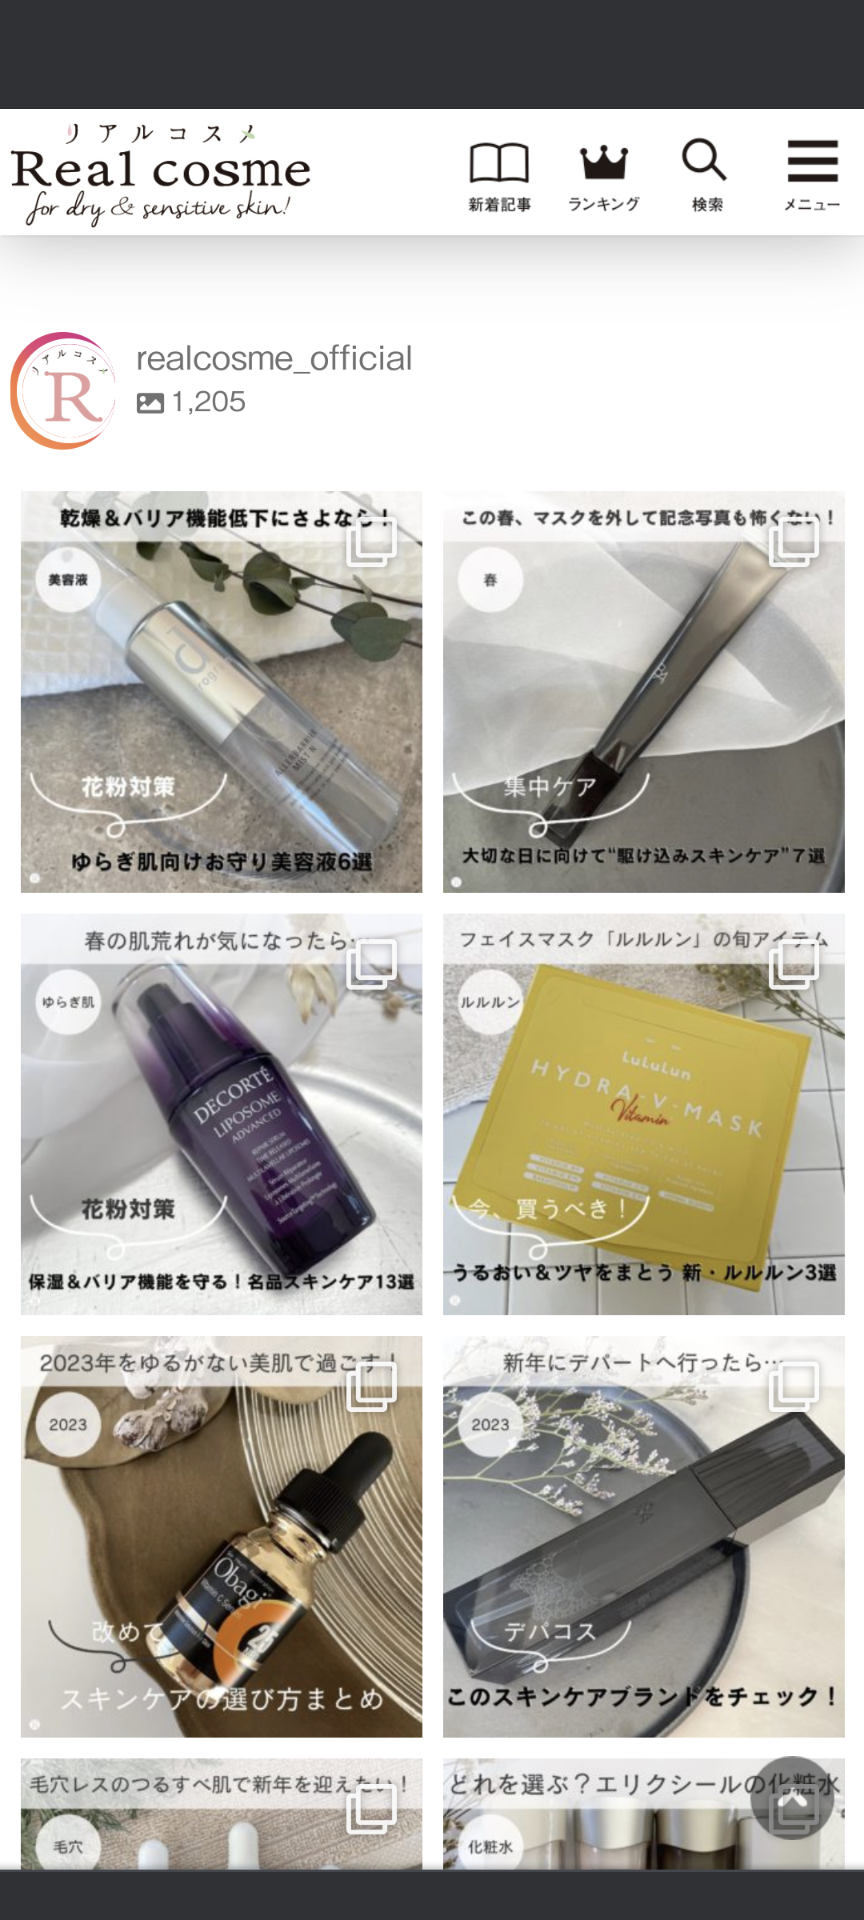 リアルコスメ
Real cosme
for dry & sensitive skin!
新着記事
ランキング
検索
メニュー
リアルコスメ
R
realcosme_official
1,205
乾燥＆バリア機能低下にさよなら！
美容液
d
ALLERBARRIER
MIST N
花粉対策
ゆらぎ肌向けお守り美容液6選
この春、マスクを外して記念写真も怖くない！
春
BA
集中ケア
大切な日に向けて“駆け込みスキンケア”７選
春の肌荒れが気になったら…
ゆらぎ肌
DECORTÉ
LIPOSOME
ADVANCED
REPAIR SERUM
花粉対策
保湿＆バリア機能を守る！名品スキンケア13選
フェイスマスク「ルルルン」の旬アイテム
ルルルン
LuLuLun
HYDRA-V-MASK
Vitamin
今、買うべき！
うるおい＆ツヤをまとう 新・ルルルン3選
2023年をゆるがない美肌で過ごす！
2023
Obagi
Vitamin C Serum
25
改めて
スキンケアの選び方まとめ
新年にデパートへ行ったら…
2023
デパコス
このスキンケアブランドをチェック！
毛穴レスのつるすべ肌で新年を迎えたい！
毛穴
どれを選ぶ？エリクシールの化粧水
化粧水